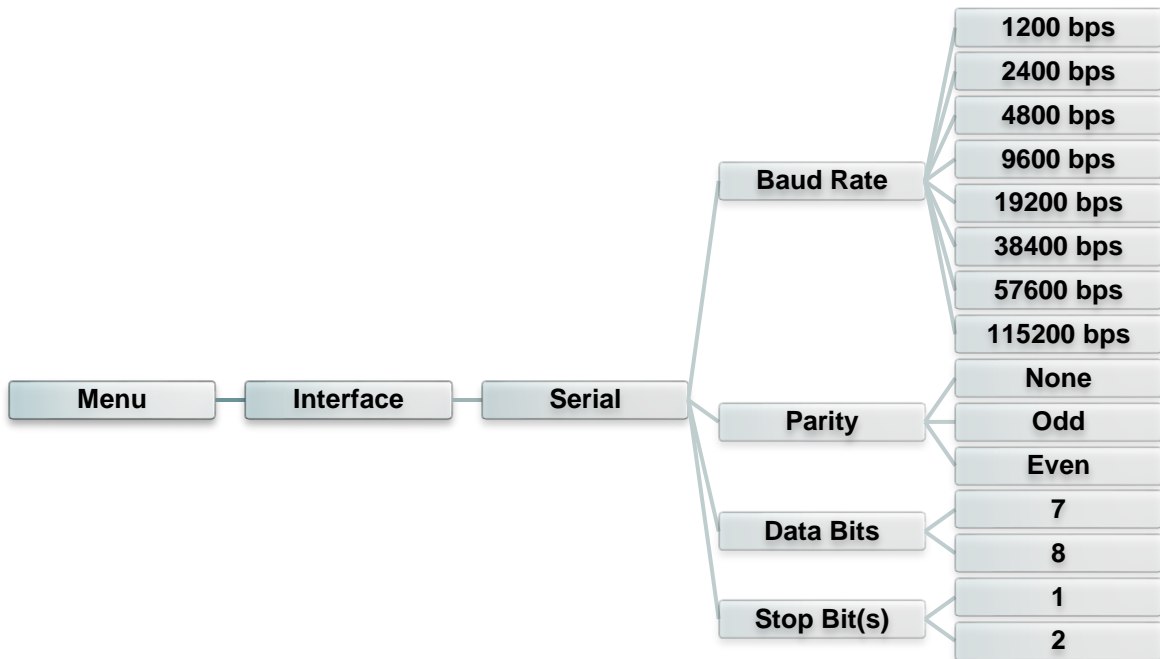 Menu
Interface
Serial
Baud Rate
1200 bps
2400 bps
4800 bps
9600 bps
19200 bps
38400 bps
57600 bps
115200 bps
Parity
None
Odd
Even
Data Bits
7
8
Stop Bit(s)
1
2